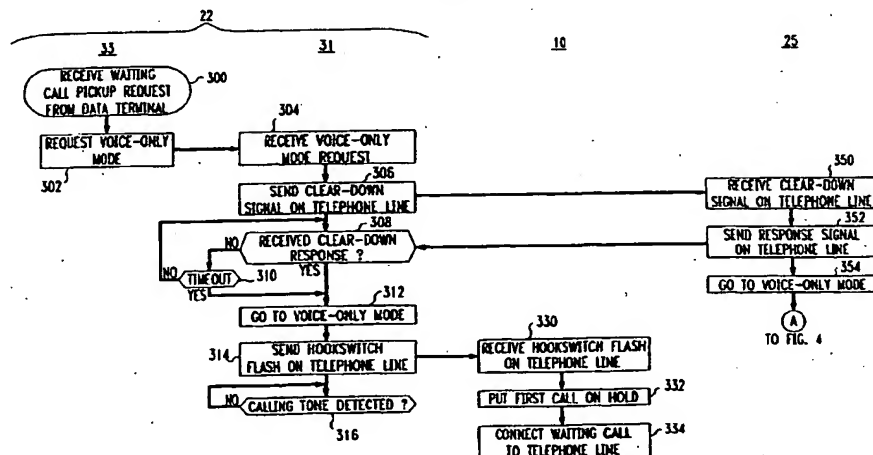 22
33
31
10
25
RECEIVE WAITING
CALL PICKUP REQUEST
FROM DATA TERMINAL
300
REQUEST VOICE-ONLY
MODE
302
304
RECEIVE VOICE-ONLY
MODE REQUEST
306
SEND CLEAR-DOWN
SIGNAL ON TELEPHONE LINE
308
NO
RECEIVED CLEAR-DOWN
RESPONSE ?
YES
NO
TIMEOUT
310
YES
312
GO TO VOICE-ONLY MODE
314
SEND HOOKSWITCH
FLASH ON TELEPHONE LINE
NO
CALLING TONE DETECTED ?
316
330
RECEIVE HOOKSWITCH FLASH
ON TELEPHONE LINE
332
PUT FIRST CALL ON HOLD
334
CONNECT WAITING CALL
TO TELEPHONE LINE
350
RECEIVE CLEAR-DOWN
SIGNAL ON TELEPHONE LINE
352
SEND RESPONSE SIGNAL
ON TELEPHONE LINE
354
GO TO VOICE-ONLY MODE
A
TO FIG. 4